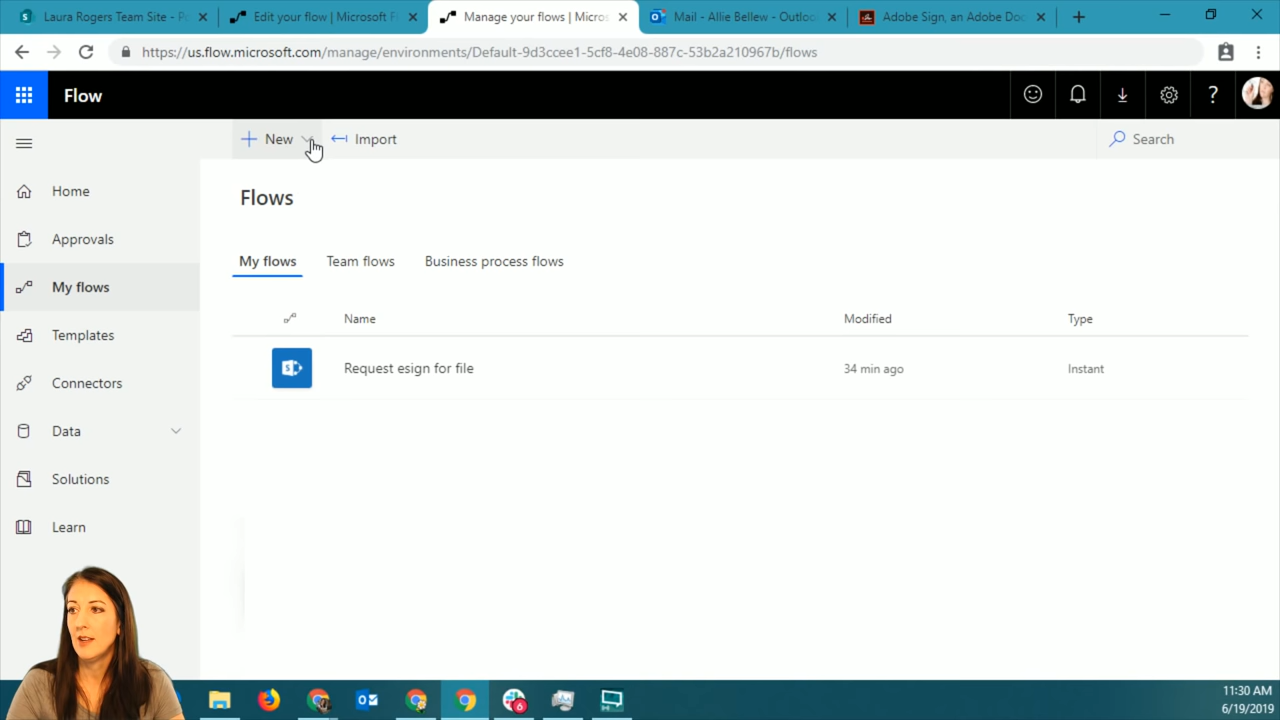 Laura Rogers Team Site - Po
Edit your flow | Microsoft Fl
Manage your flows | Micros
Mail - Allie Bellew - Outloo
Adobe Sign, an Adobe Doc
https://us.flow.microsoft.com/manage/environments/Default-9d3ccee1-5cf8-4e08-887c-53b2a210967b/flows
Flow
New
Import
Search
Home
Approvals
My flows
Templates
Connectors
Data
Solutions
Learn
Flows
My flows
Team flows
Business process flows
Name
Modified
Type
Request esign for file
34 min ago
Instant
6
11:30 AM
6/19/2019